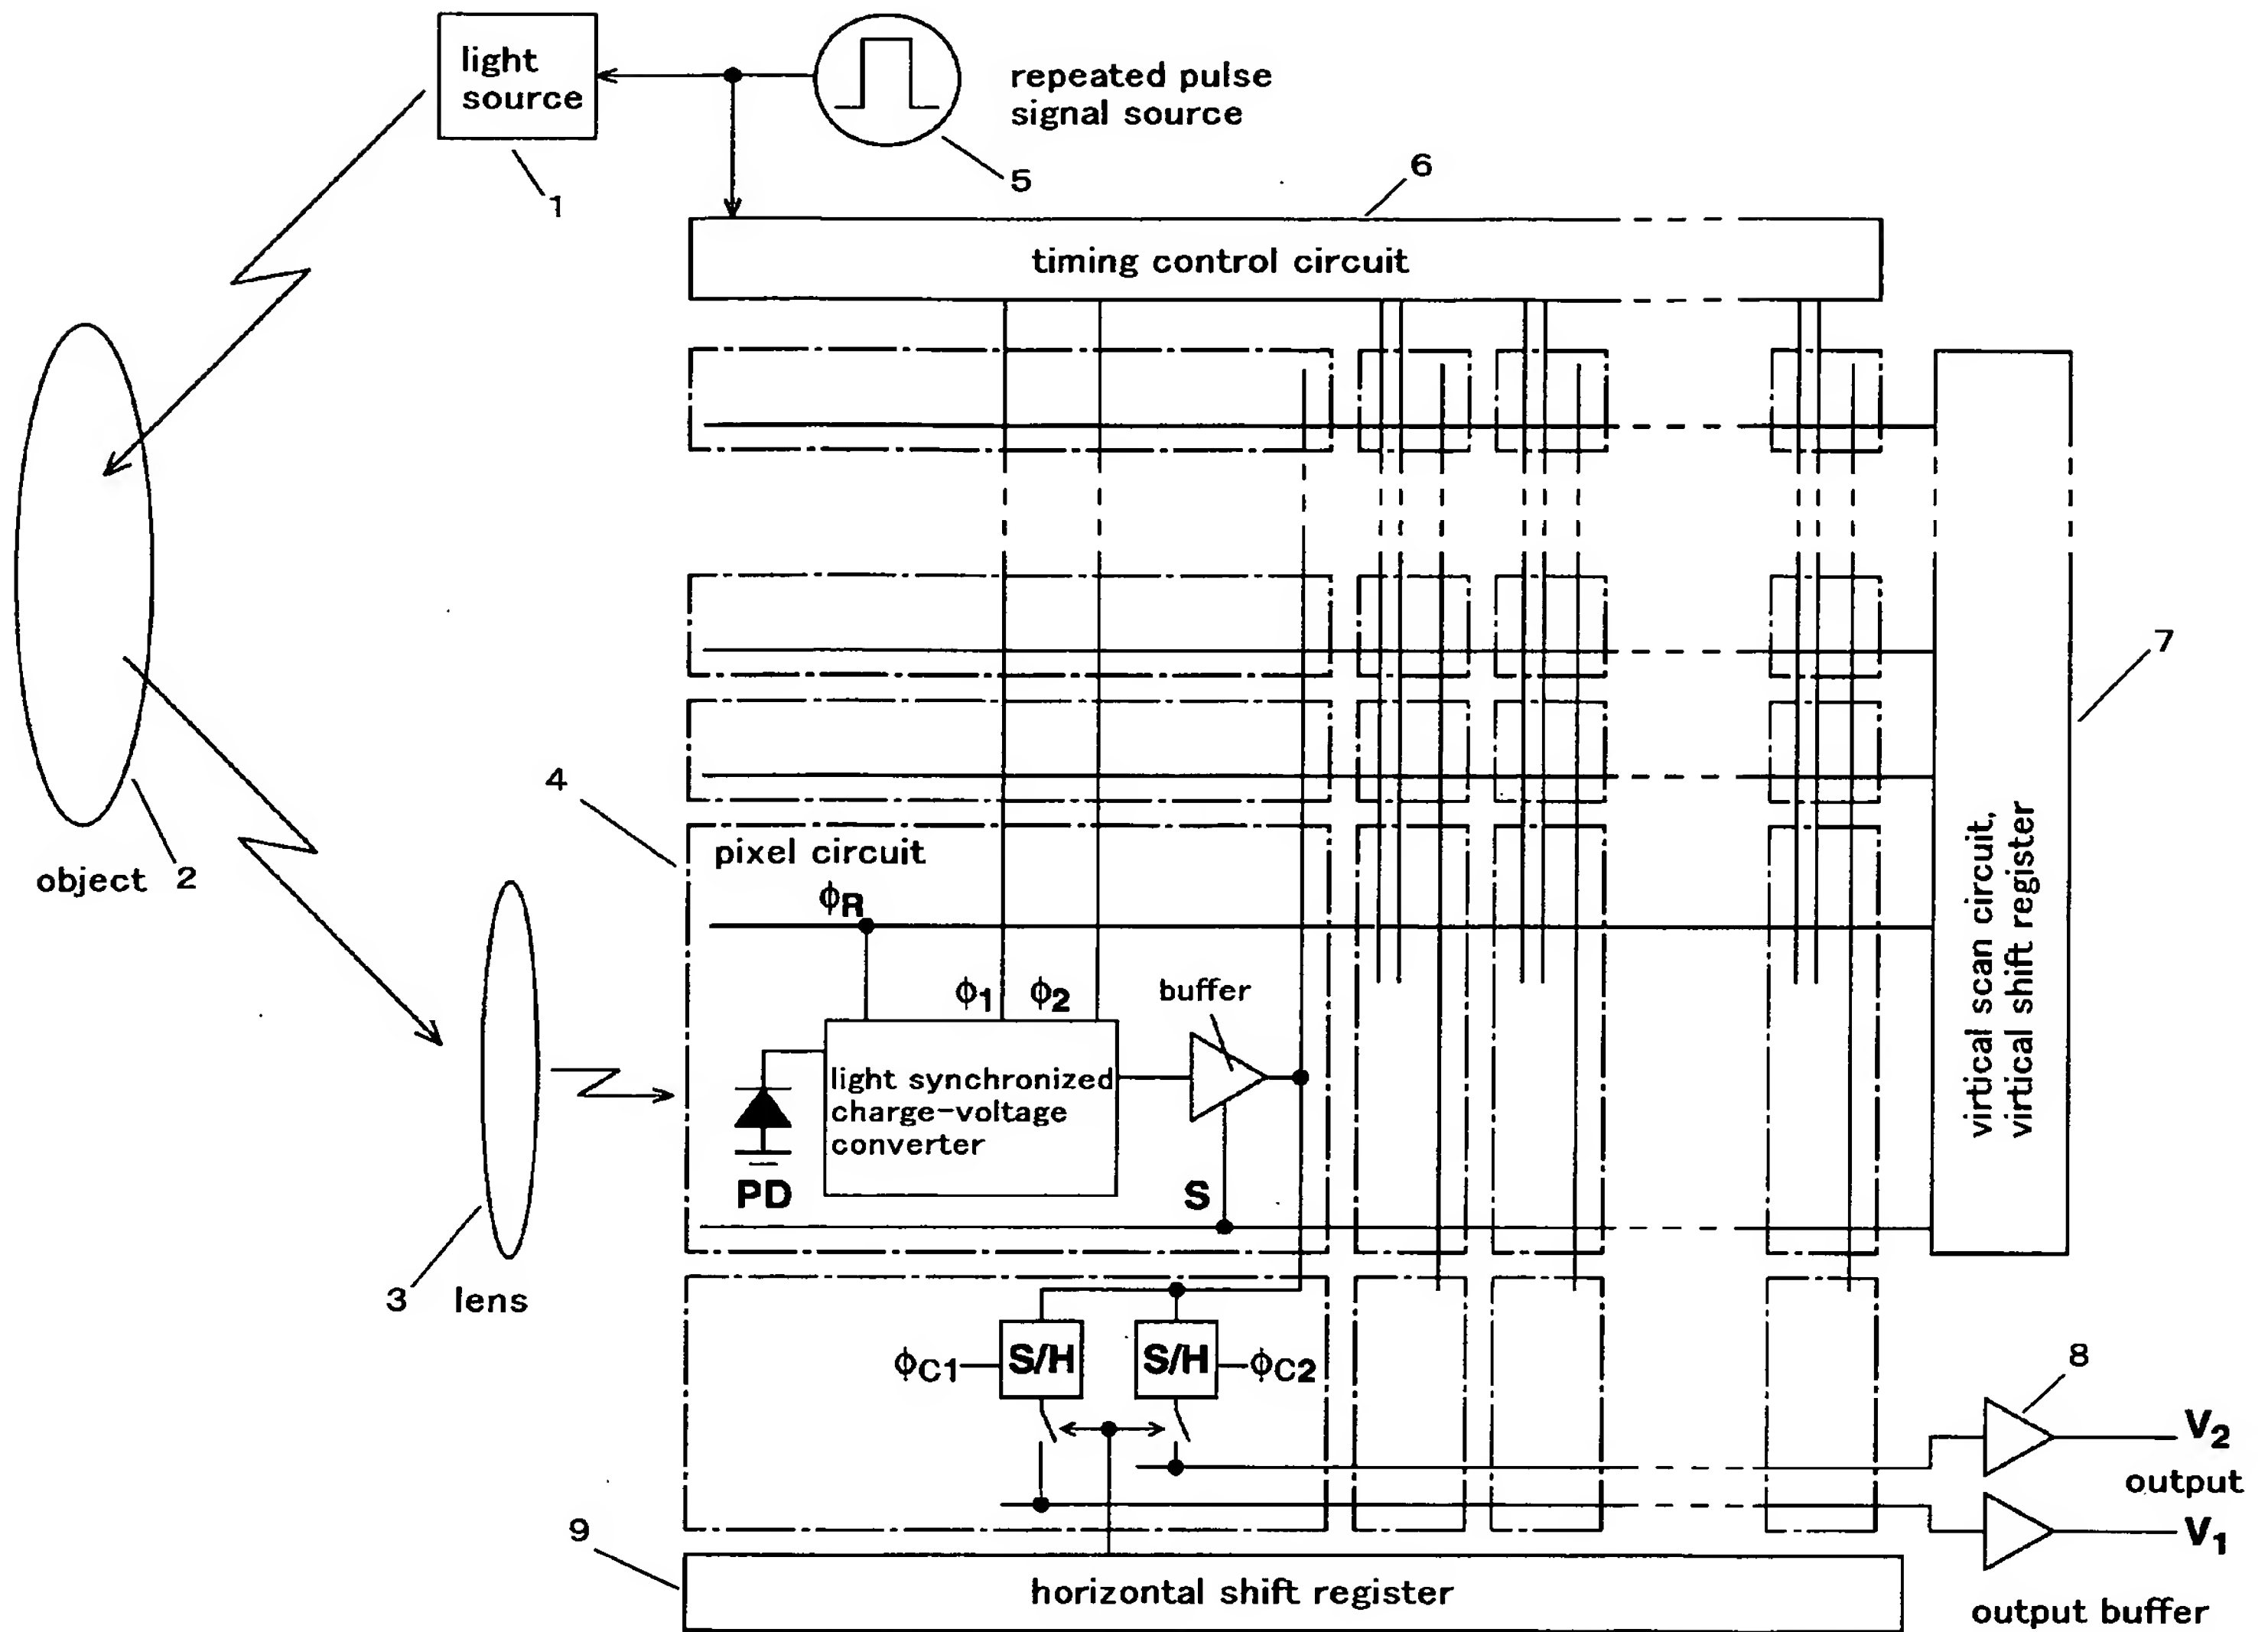 light
source
repeated pulse
signal source
1
5
6
timing control circuit
7
4
pixel circuit
object 2
ϕR
ϕ1 ϕ2
buffer
light synchronized
charge-voltage
converter
PD
S
virtical scan circuit,
virtical shift register
3 lens
ϕC1
S/H
S/H
ϕC2
8
V2
output
V1
9
horizontal shift register
output buffer